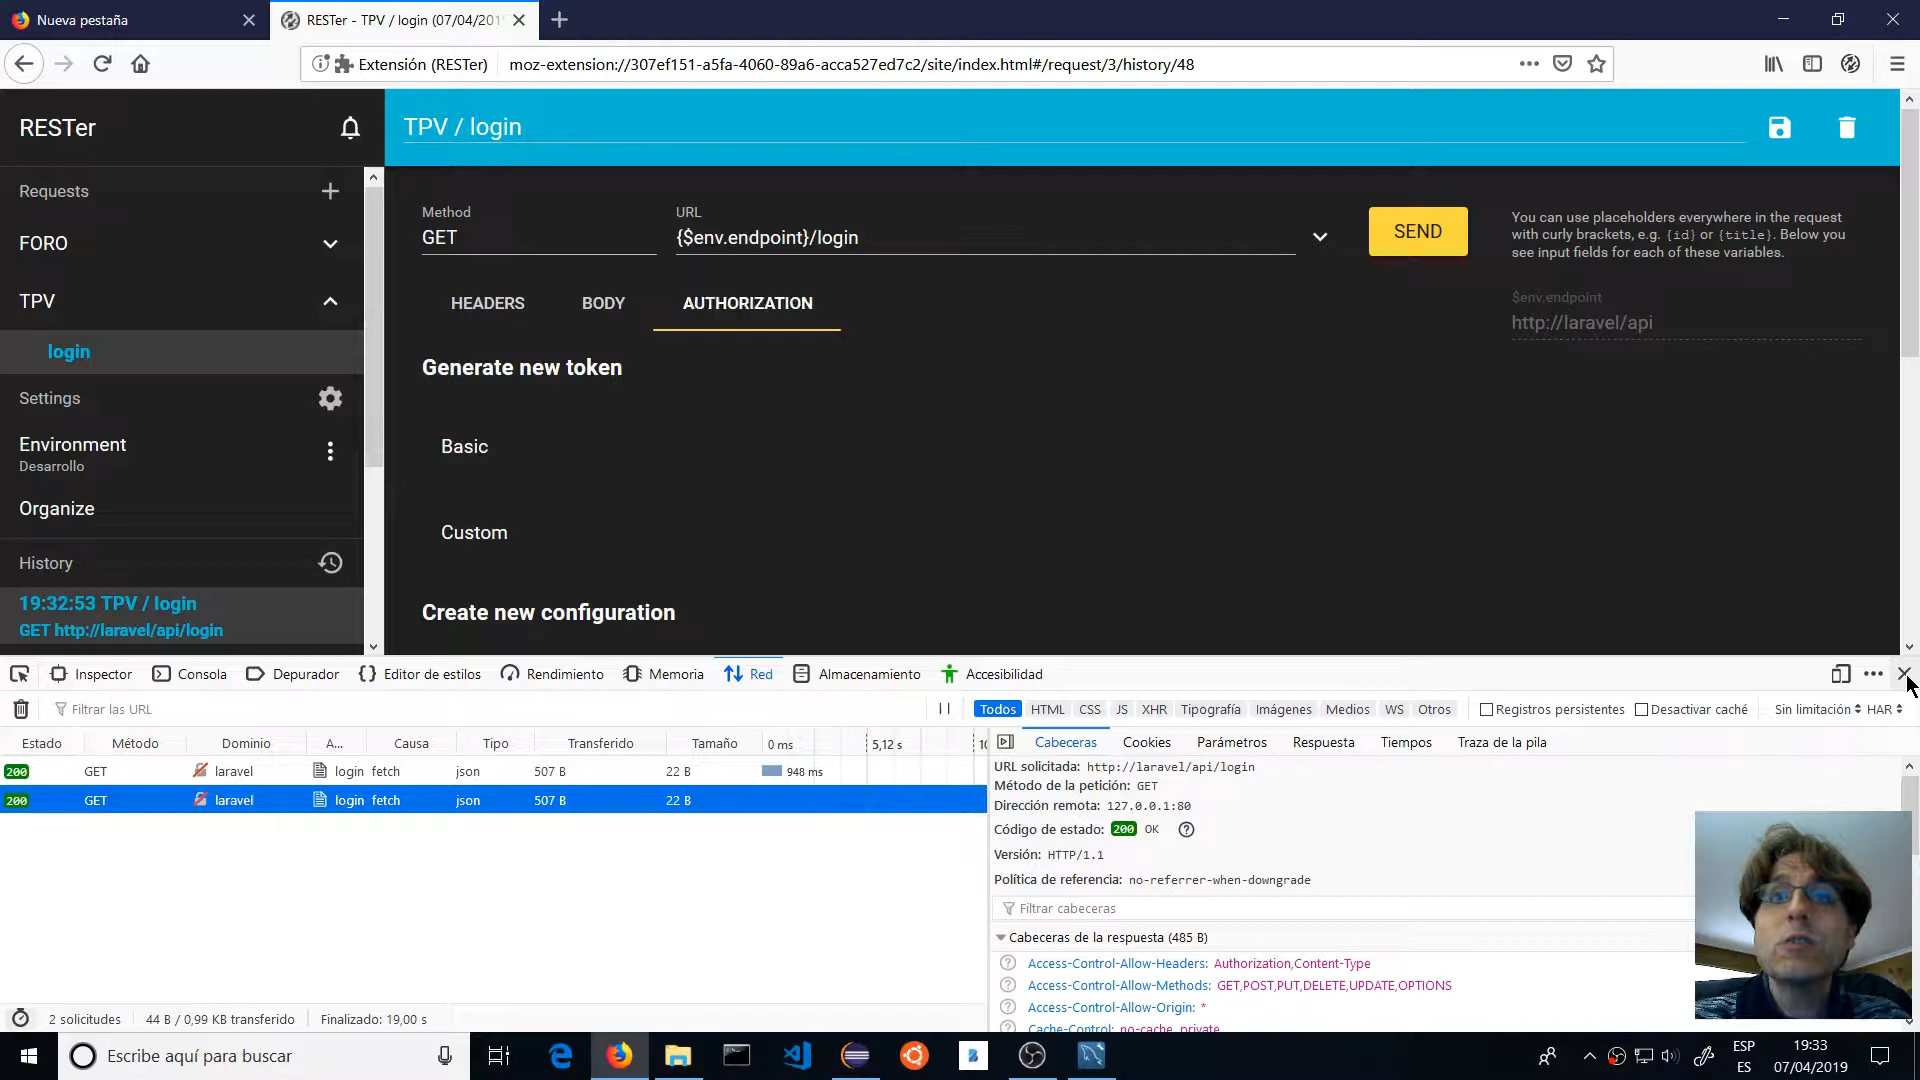 Nueva pestaña
RESTer - TPV / login (07/04/201
Extensión (RESTer)
moz-extension://307ef151-a5fa-4060-89a6-acca527ed7c2/site/index.html#/request/3/history/48
RESTer
TPV / login
Requests
FORO
TPV
login
Settings
Environment
Desarrollo
Organize
History
19:32:53 TPV / login
GET http://laravel/api/login
Method
GET
URL
{$env.endpoint}/login
SEND
You can use placeholders everywhere in the request
with curly brackets, e.g. {id} or {title}. Below you
see input fields for each of these variables.
$env.endpoint
http://laravel/api
HEADERS
BODY
AUTHORIZATION
Generate new token
Basic
Custom
Create new configuration
Inspector
Consola
Depurador
Editor de estilos
Rendimiento
Memoria
Red
Almacenamiento
Accesibilidad
Filtrar las URL
Todos HTML CSS JS XHR Tipografía Imágenes Medios WS Otros
Registros persistentes
Desactivar caché
Sin limitación
HAR
Estado Método Dominio A... Causa Tipo Transferido Tamaño 0 ms 5,12 s 10
200 GET laravel login fetch json 507 B 22 B 948 ms
200 GET laravel login fetch json 507 B 22 B
2 solicitudes
44 B / 0,99 KB transferido
Finalizado: 19,00 s
Cabeceras Cookies Parámetros Respuesta Tiempos Traza de la pila
URL solicitada: http://laravel/api/login
Método de la petición: GET
Dirección remota: 127.0.0.1:80
Código de estado: 200 OK
Versión: HTTP/1.1
Política de referencia: no-referrer-when-downgrade
Filtrar cabeceras
Cabeceras de la respuesta (485 B)
Access-Control-Allow-Headers: Authorization,Content-Type
Access-Control-Allow-Methods: GET,POST,PUT,DELETE,UPDATE,OPTIONS
Access-Control-Allow-Origin: *
Cache-Control: no-cache, private
Escribe aquí para buscar
ESP
ES
19:33
07/04/2019